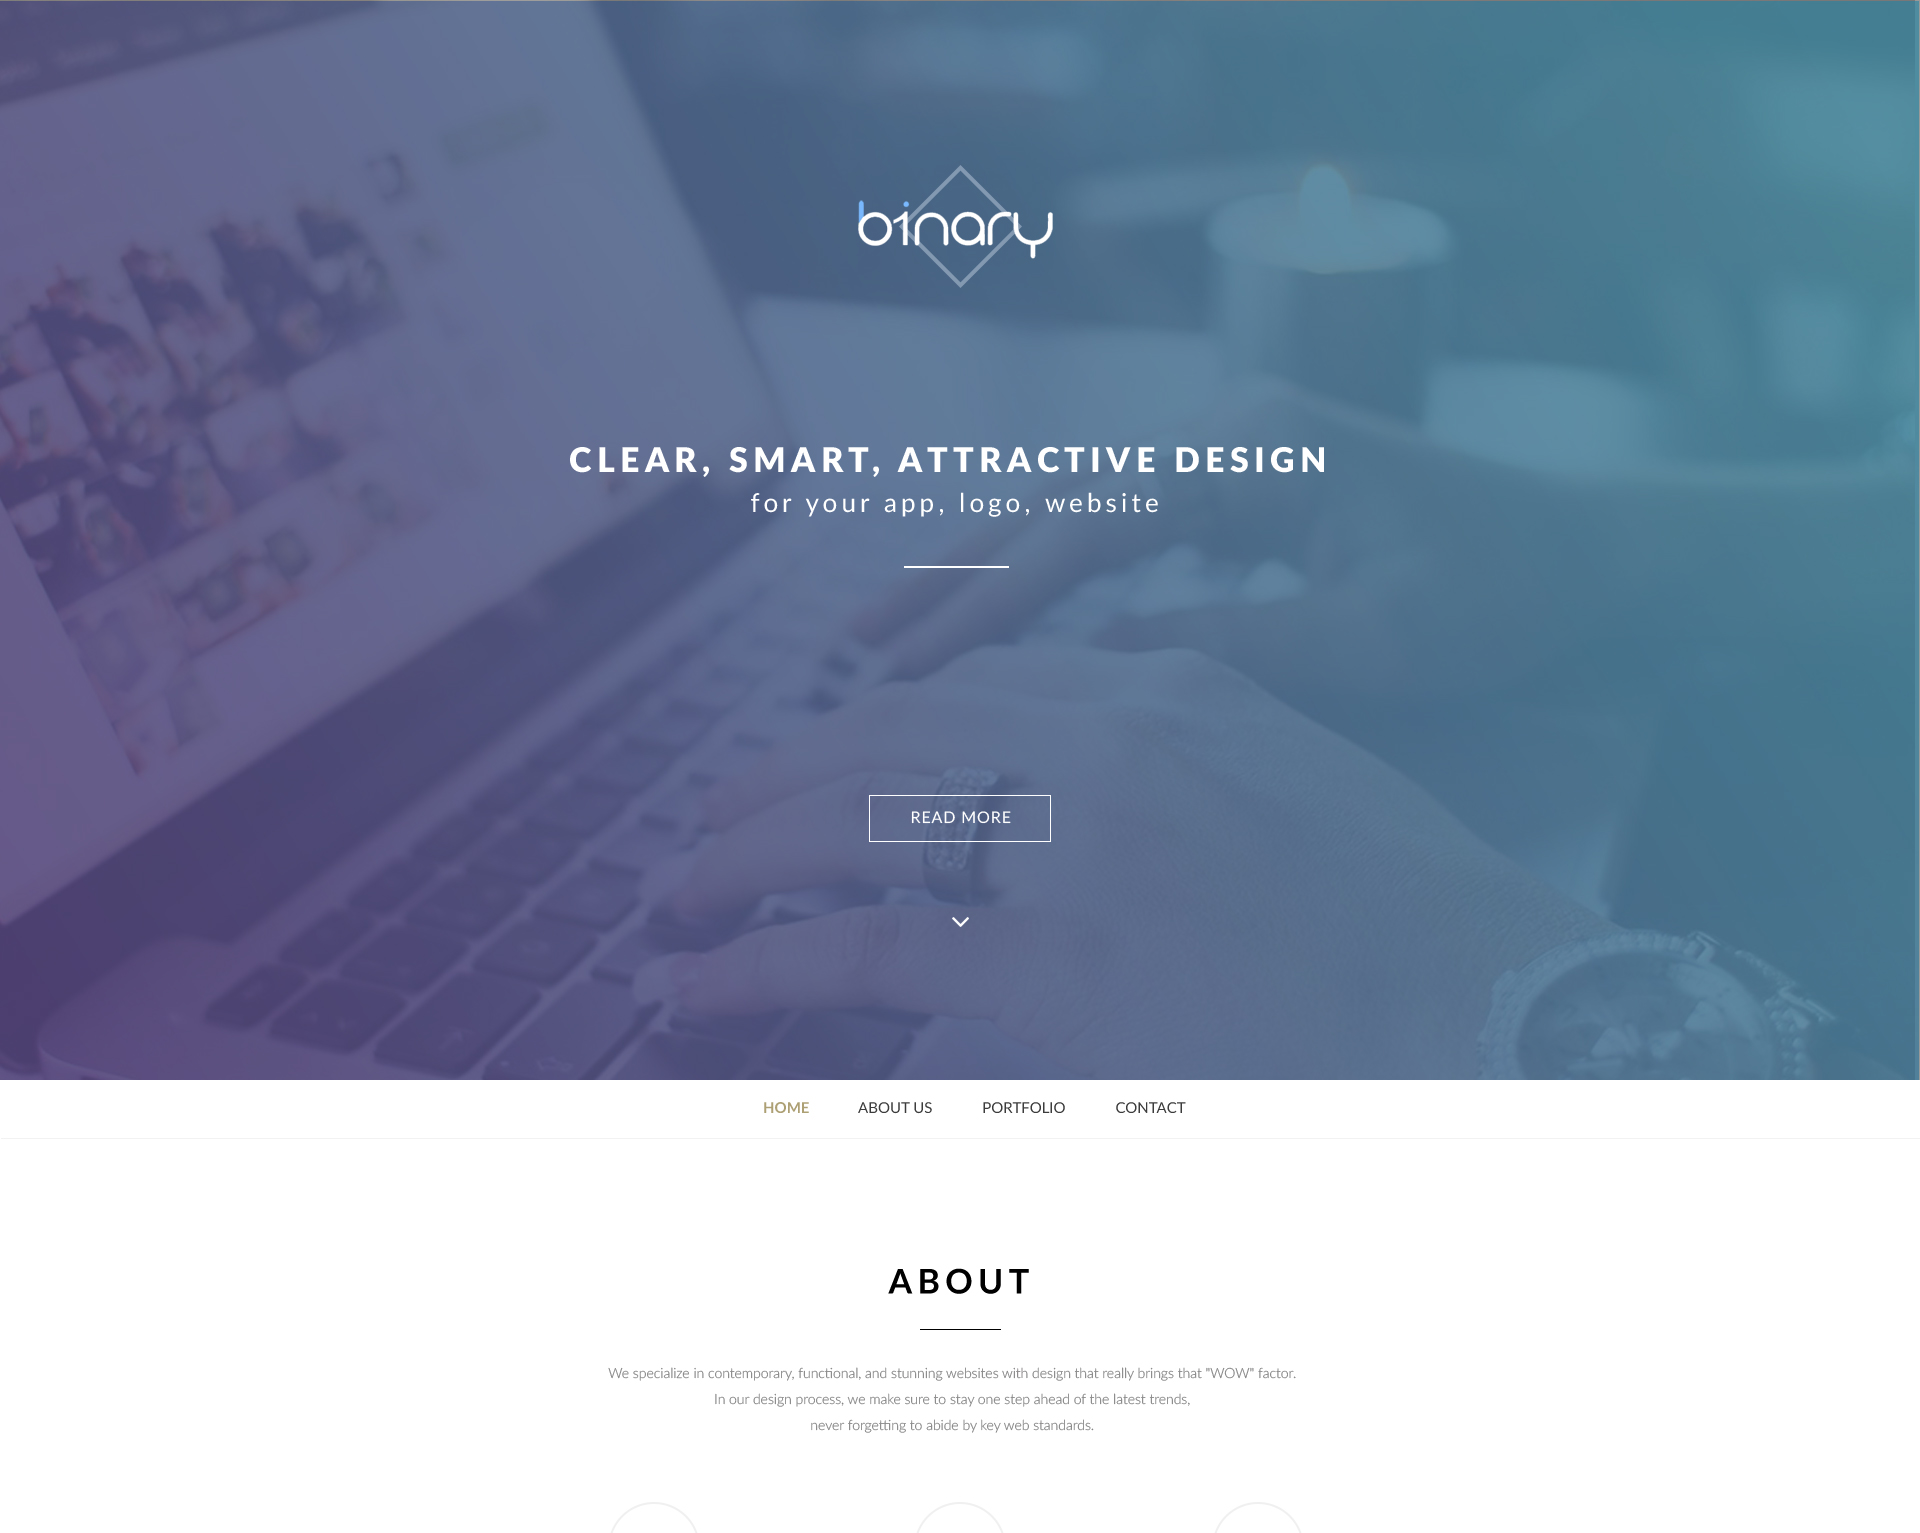 binary
CLEAR, SMART, ATTRACTIVE DESIGN
for your app, logo, website
READ MORE
HOME ABOUT US PORTFOLIO CONTACT
ABOUT
We specialize in contemporary, functional, and stunning websites with design that really brings that "WOW" factor.
In our design process, we make sure to stay one step ahead of the latest trends,
never forgetting to abide by key web standards.